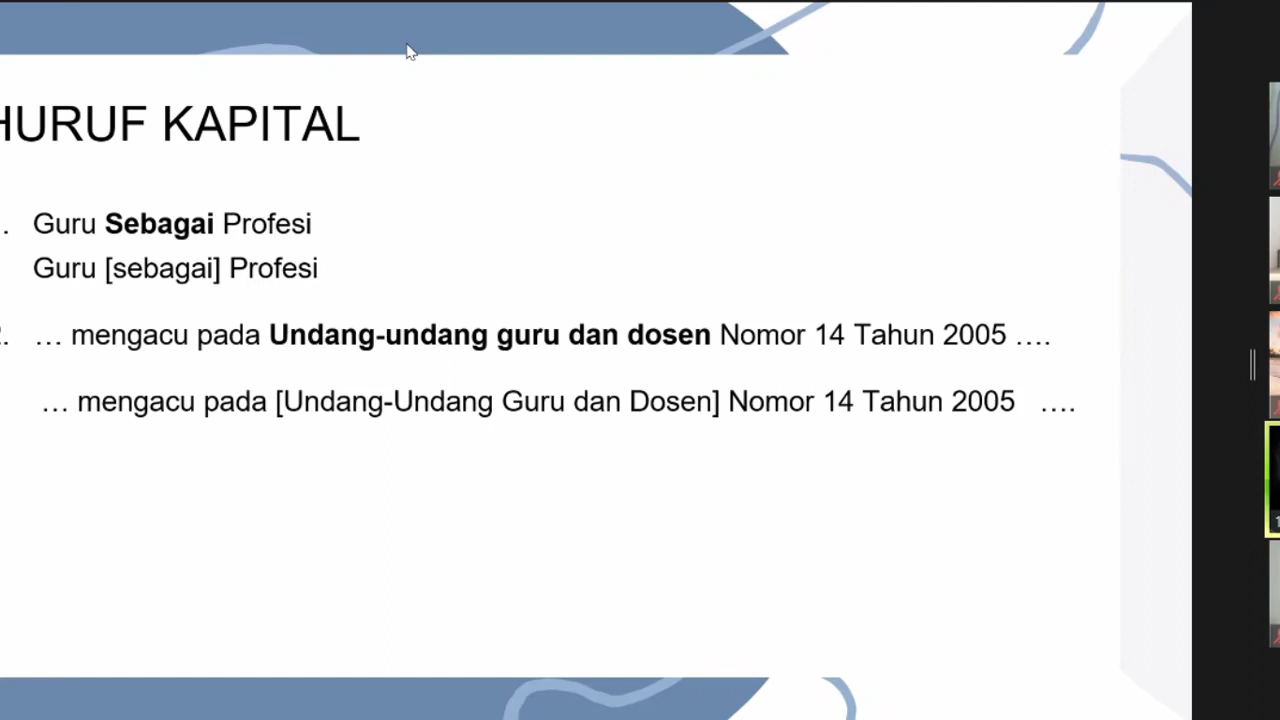 HURUF KAPITAL
. Guru Sebagai Profesi
Guru [sebagai] Profesi
2. … mengacu pada Undang-undang guru dan dosen Nomor 14 Tahun 2005 ….
… mengacu pada [Undang-Undang Guru dan Dosen] Nomor 14 Tahun 2005 ….